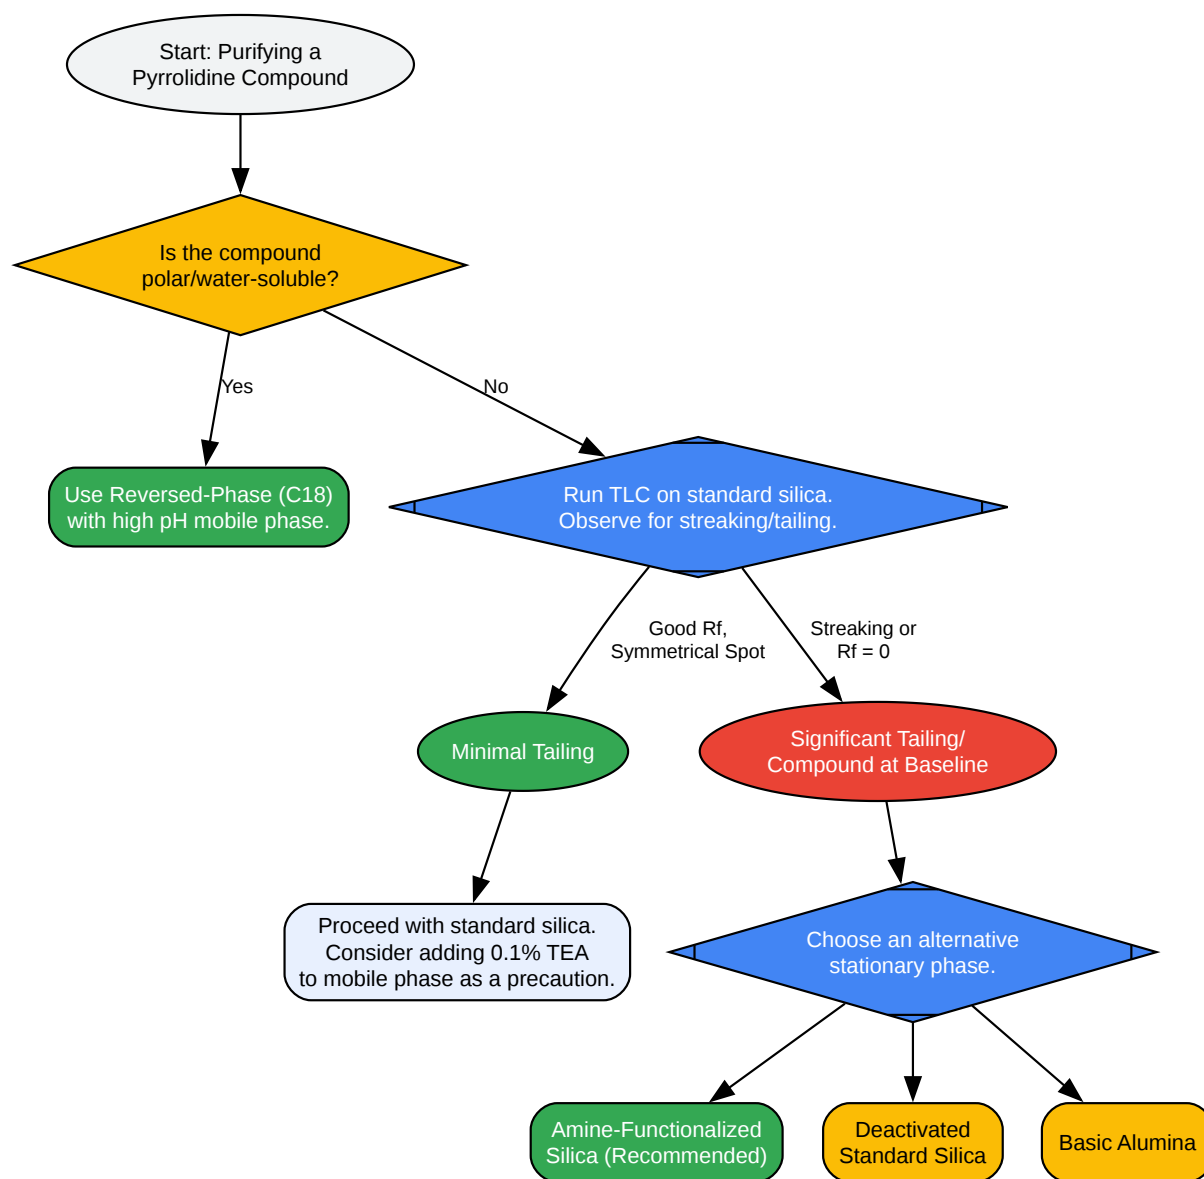 Start: Purifying a
Pyrrolidine Compound
Is the compound
polar/water-soluble?
Yes
No
Use Reversed-Phase (C18)
with high pH mobile phase.
Run TLC on standard silica.
Observe for streaking/tailing.
Good Rf,
Symmetrical Spot
Streaking or
Rf = 0
Minimal Tailing
Significant Tailing/
Compound at Baseline
Proceed with standard silica.
Consider adding 0.1% TEA
to mobile phase as a precaution.
Choose an alternative
stationary phase.
Amine-Functionalized
Silica (Recommended)
Deactivated
Standard Silica
Basic Alumina